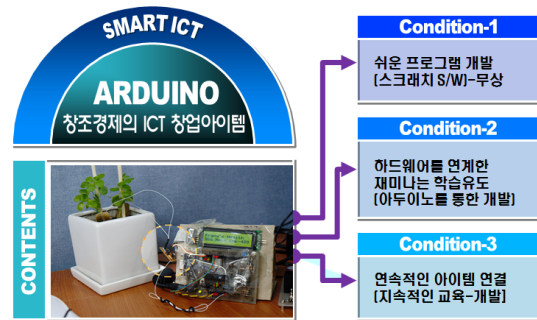 SMART ICT
ARDUINO
창조경제의 ICT 창업아이템
CONTENTS
Condition-1
쉬운 프로그램 개발
(스크래치 S/W)-무상
Condition-2
하드웨어를 연계한
재미나는 학습유도
(아두이노를 통한 개발)
Condition-3
연속적인 아이템 연결
(지속적인 교육-개발)